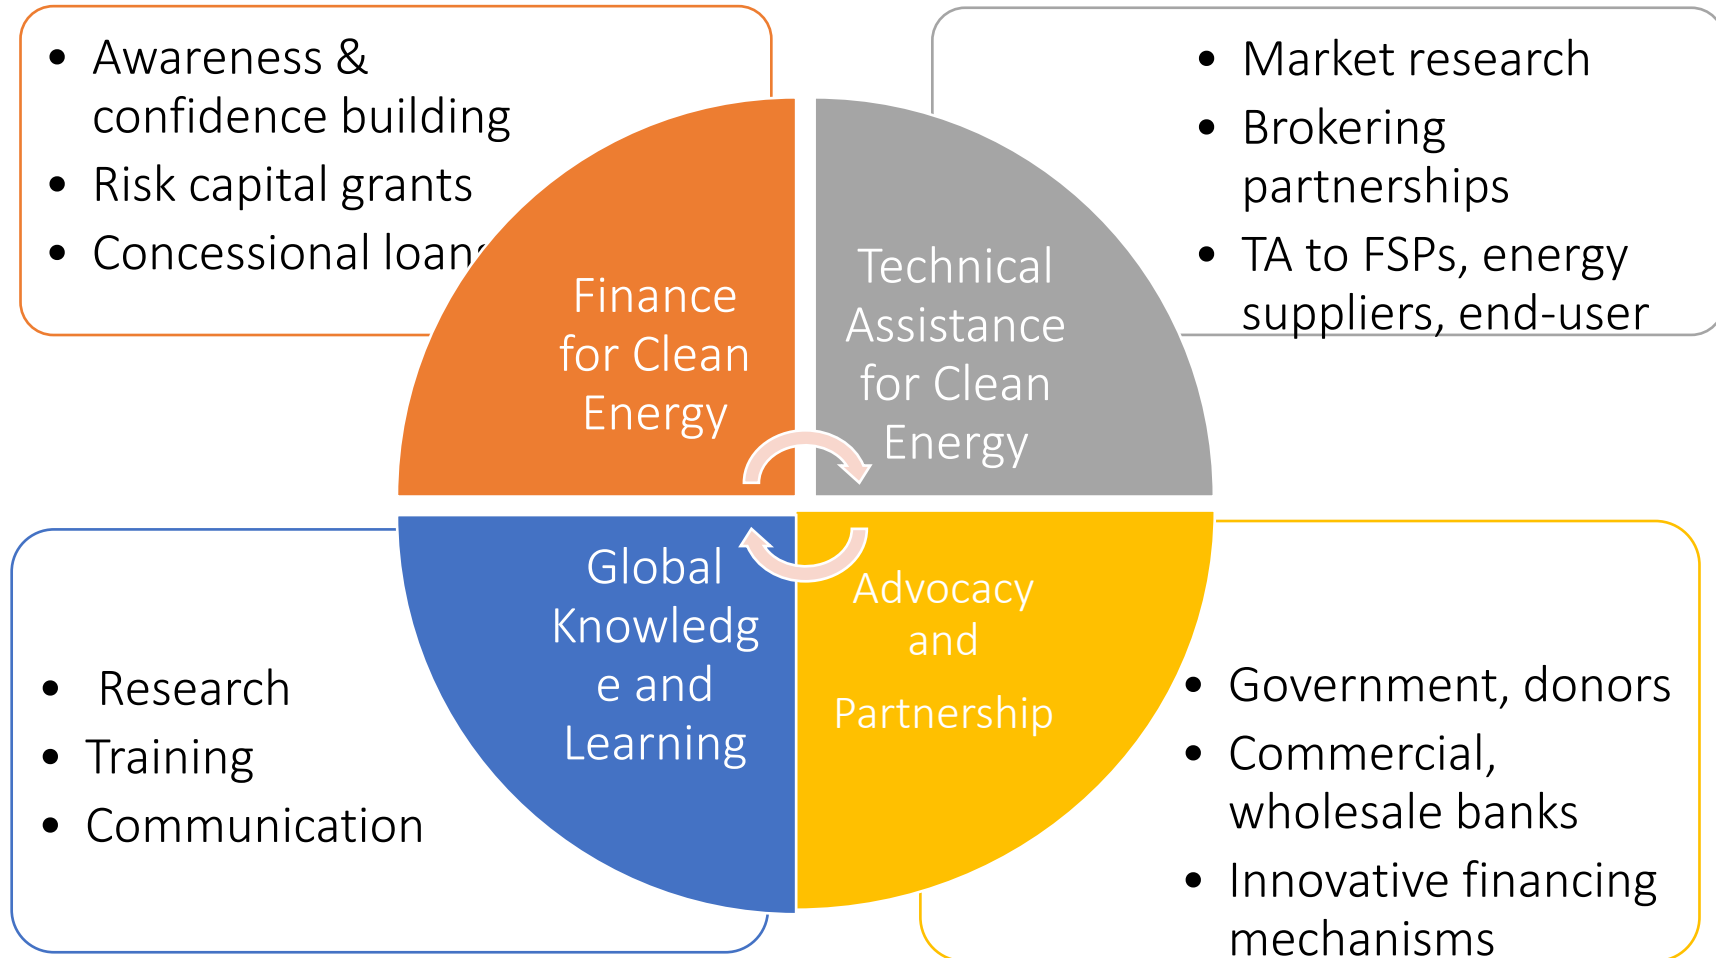 • Awareness &
confidence building
• Risk capital grants
• Concessional loans
• Market research
• Brokering
partnerships
• TA to FSPs, energy
suppliers, end-user
Finance
for Clean
Energy
Technical
Assistance
for Clean
Energy
Global
Knowledg
e and
Learning
Advocacy
and
Partnership
• Research
• Training
• Communication
• Government, donors
• Commercial,
wholesale banks
• Innovative financing
mechanisms